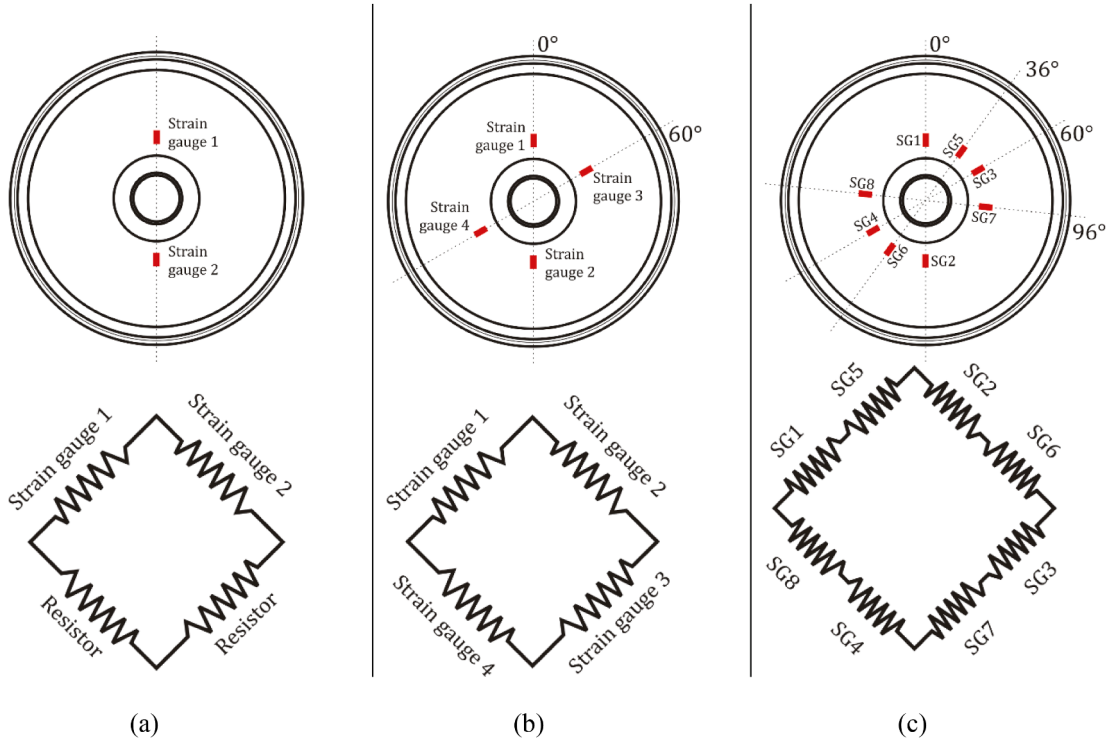 Strain
gauge 1
Strain
gauge 2
Strain gauge 1
Strain gauge 2
Resistor
Resistor
(a)
0°
60°
Strain
gauge 1
Strain
gauge 3
Strain
gauge 4
Strain
gauge 2
Strain gauge 1
Strain gauge 2
Strain gauge 4
Strain gauge 3
(b)
0°
36°
60°
96°
SG1
SG5
SG3
SG8
SG7
SG4
SG6
SG2
SG5
SG2
SG1
SG6
SG8
SG3
SG4
SG7
(c)